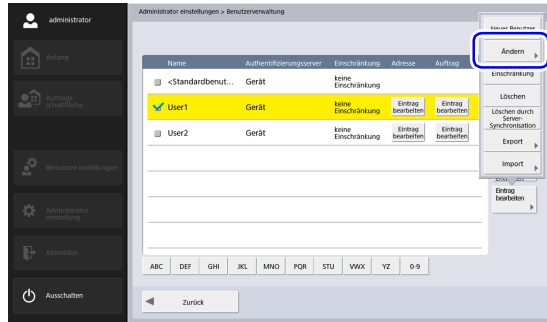 administrator
Administrator einstellungen > Benutzerverwaltung
Anfang
Auftrags-
schaltfläche
Benutzers instellungen
Administrator-
einstellung
Abmelden
Ausschalten
Name Authentifizierungsserver Einschränkung Adresse Auftrag
<Standardbenut... Gerät keine
Einschränkung
User1 Gerät keine
Einschränkung Eintrag
bearbeiten Eintrag
bearbeiten
User2 Gerät keine
Einschränkung Eintrag
bearbeiten Eintrag
bearbeiten
ABC DEF GHI JKL MNO PQR STU VWX YZ 0-9
Zurück
Neuer Benutzer
Ändern
Einschränkung
Löschen
Löschen durch
Server-
Synchronisation
Export
Import
Eintrag
bearbeiten